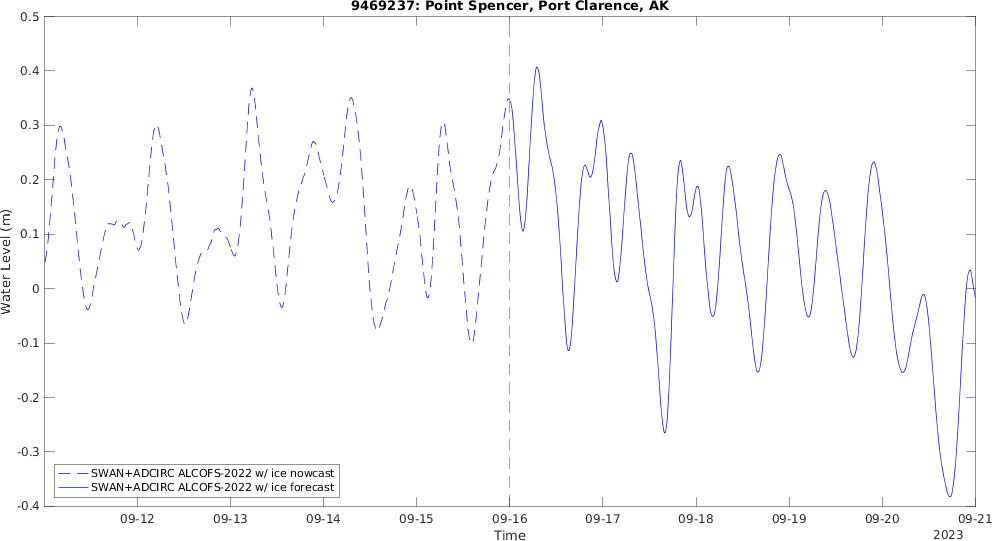 9469237: Point Spencer, Port Clarence, AK
0.5
0.4
0.3
0.2
0.1
0
-0.1
-0.2
-0.3
-0.4
Water Level (m)
SWAN+ADCIRC ALCOFS-2022 w/ ice nowcast
SWAN+ADCIRC ALCOFS-2022 w/ ice forecast
09-12 09-13 09-14 09-15 09-16 09-17 09-18 09-19 09-20 09-21
Time
2023